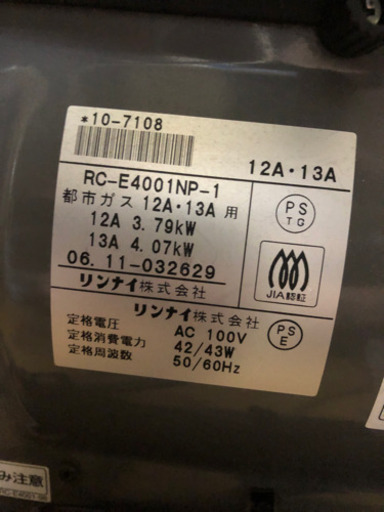 *10-7108
12A・13A
RC-E4001NP-1
都市ガス 12A・13A 用
12A 3.79kW
13A 4.07kW
06.11-032629
リンナイ株式会社
PS
TG
JIA認証
リンナイ株式会社
定格電圧 AC 100V
定格消費電力 42/43W
定格周波数 50/60Hz
PS
E
み注意